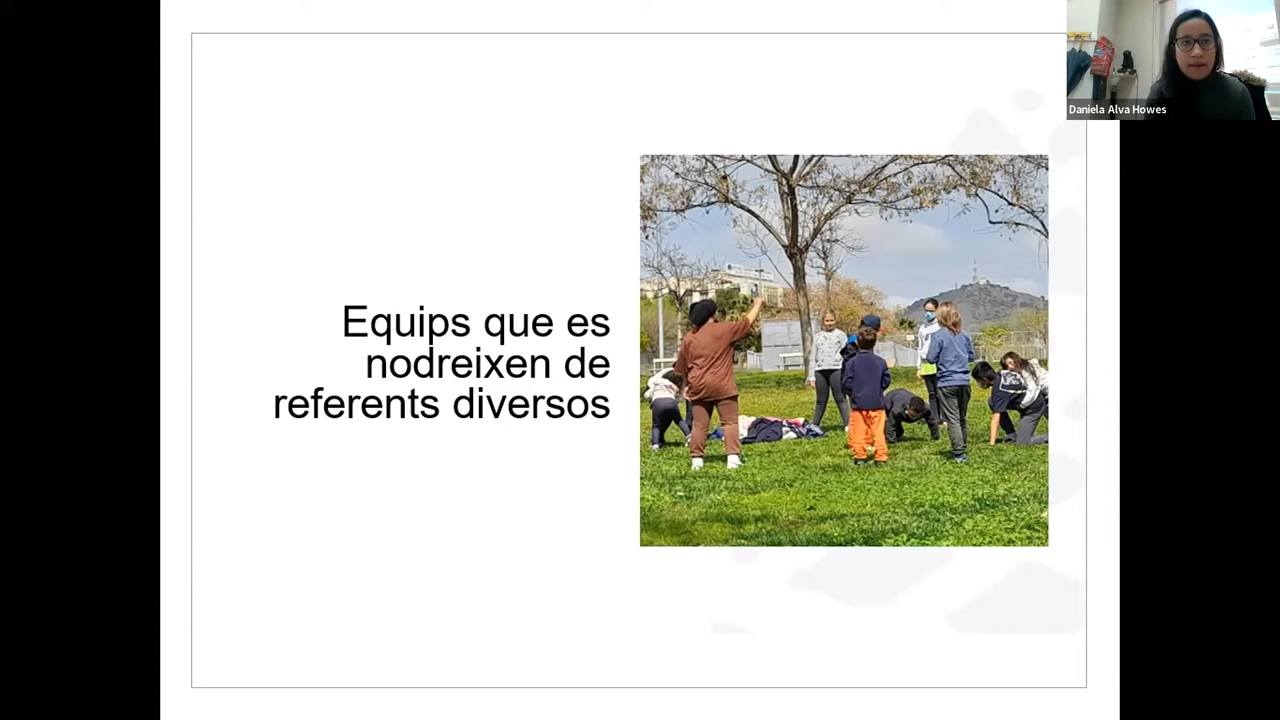 Equips que es
nodreixen de
referents diversos
Daniela Alva Howes